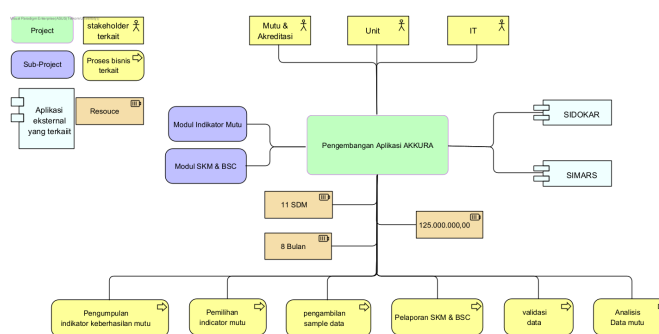 Project
stakeholder
terkait
Sub-Project
Proses bisnis
terkait
Aplikasi
eksternal
yang terkaiit
Resouce
Mutu &
Akreditasi
Unit
IT
Modul Indikator Mutu
Modul SKM & BSC
Pengembangan Aplikasi AKKURA
SIDOKAR
SIMARS
11 SDM
125.000.000,00
8 Bulan
Pengumpulan
indikator keberhasilan mutu
Pemilihan
indicator mutu
pengambilan
sample data
Pelaporan SKM & BSC
validasi
data
Analisis
Data mutu